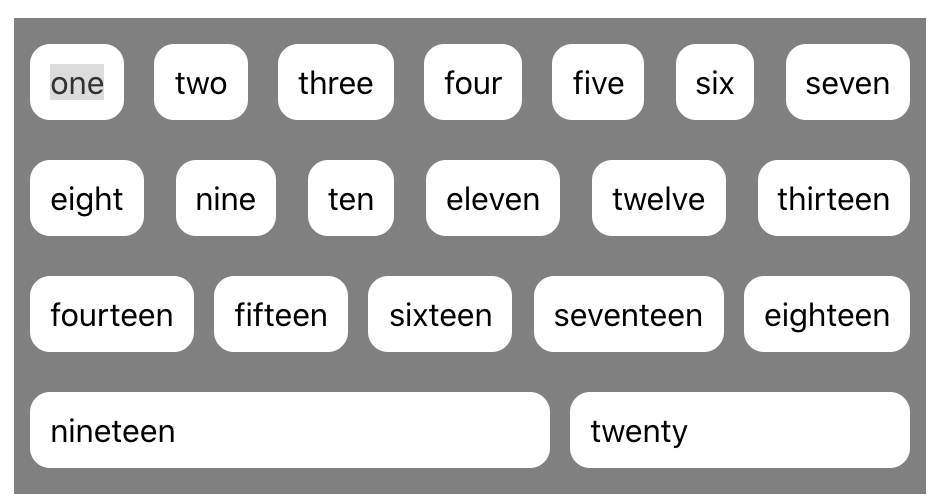 one two three four five six seven
eight nine ten eleven twelve thirteen
fourteen fifteen sixteen seventeen eighteen
nineteen twenty